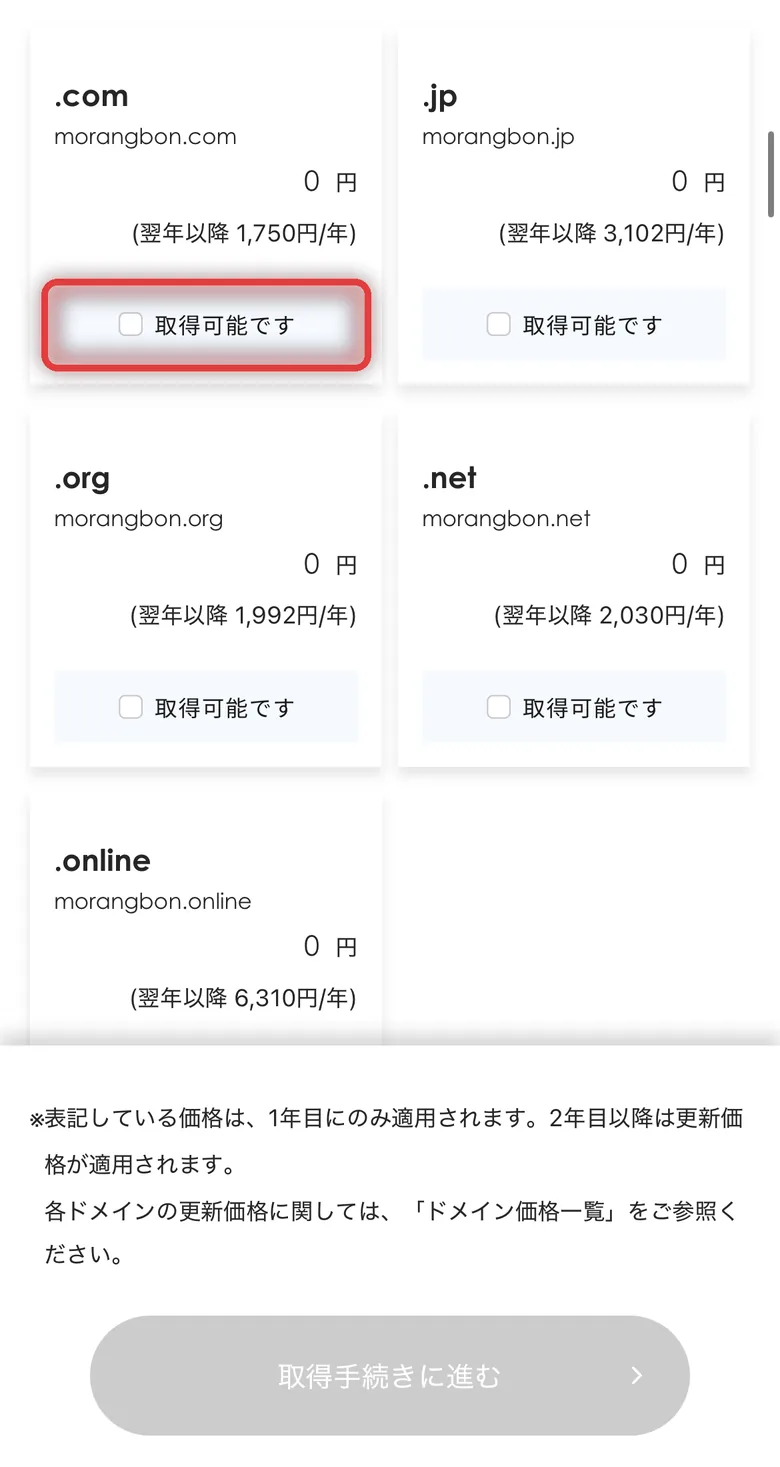 .com
morangbon.com
0 円
(翌年以降 1,750円/年)
取得可能です
.jp
morangbon.jp
0 円
(翌年以降 3,102円/年)
取得可能です
.org
morangbon.org
0 円
(翌年以降 1,992円/年)
取得可能です
.net
morangbon.net
0 円
(翌年以降 2,030円/年)
取得可能です
.online
morangbon.online
0 円
(翌年以降 6,310円/年)
※表記している価格は、1年目にのみ適用されます。2年目以降は更新価
格が適用されます。
各ドメインの更新価格に関しては、「ドメイン価格一覧」をご参照く
ださい。
取得手続きに進む